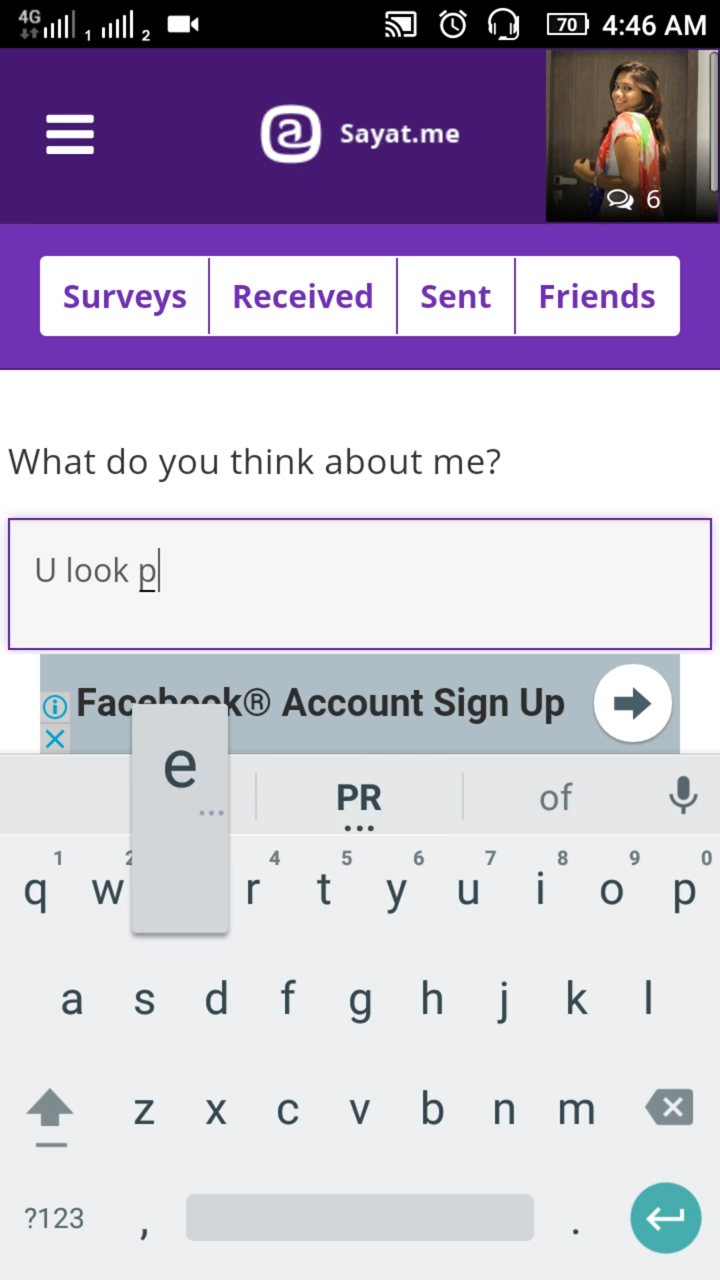 4G 1 2 70 4:46 AM
@ Sayat.me
6
Surveys Received Sent Friends
What do you think about me?
U look p
Facebook® Account Sign Up
e
...
PR of
...
1 2 4 5 6 7 8 9 0
q w r t y u i o p
a s d f g h j k l
z x c v b n m
?123 , .